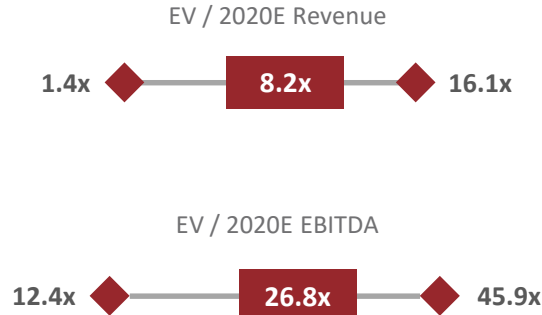 EV / 2020E Revenue
1.4x 8.2x 16.1x
EV / 2020E EBITDA
12.4x 26.8x 45.9x